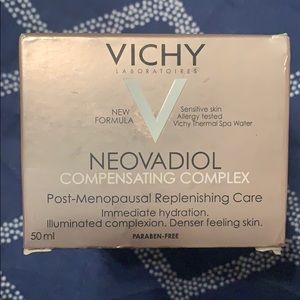 VICHY
LABORATOIRES
NEW
FORMULA
V
Sensitive skin
Allergy tested
Vichy Thermal Spa Water
NEOVADIOL
COMPENSATING COMPLEX
Post-Menopausal Replenishing Care
Immediate hydration.
Illuminated complexion. Denser feeling skin.
50 ml
PARABEN-FREE